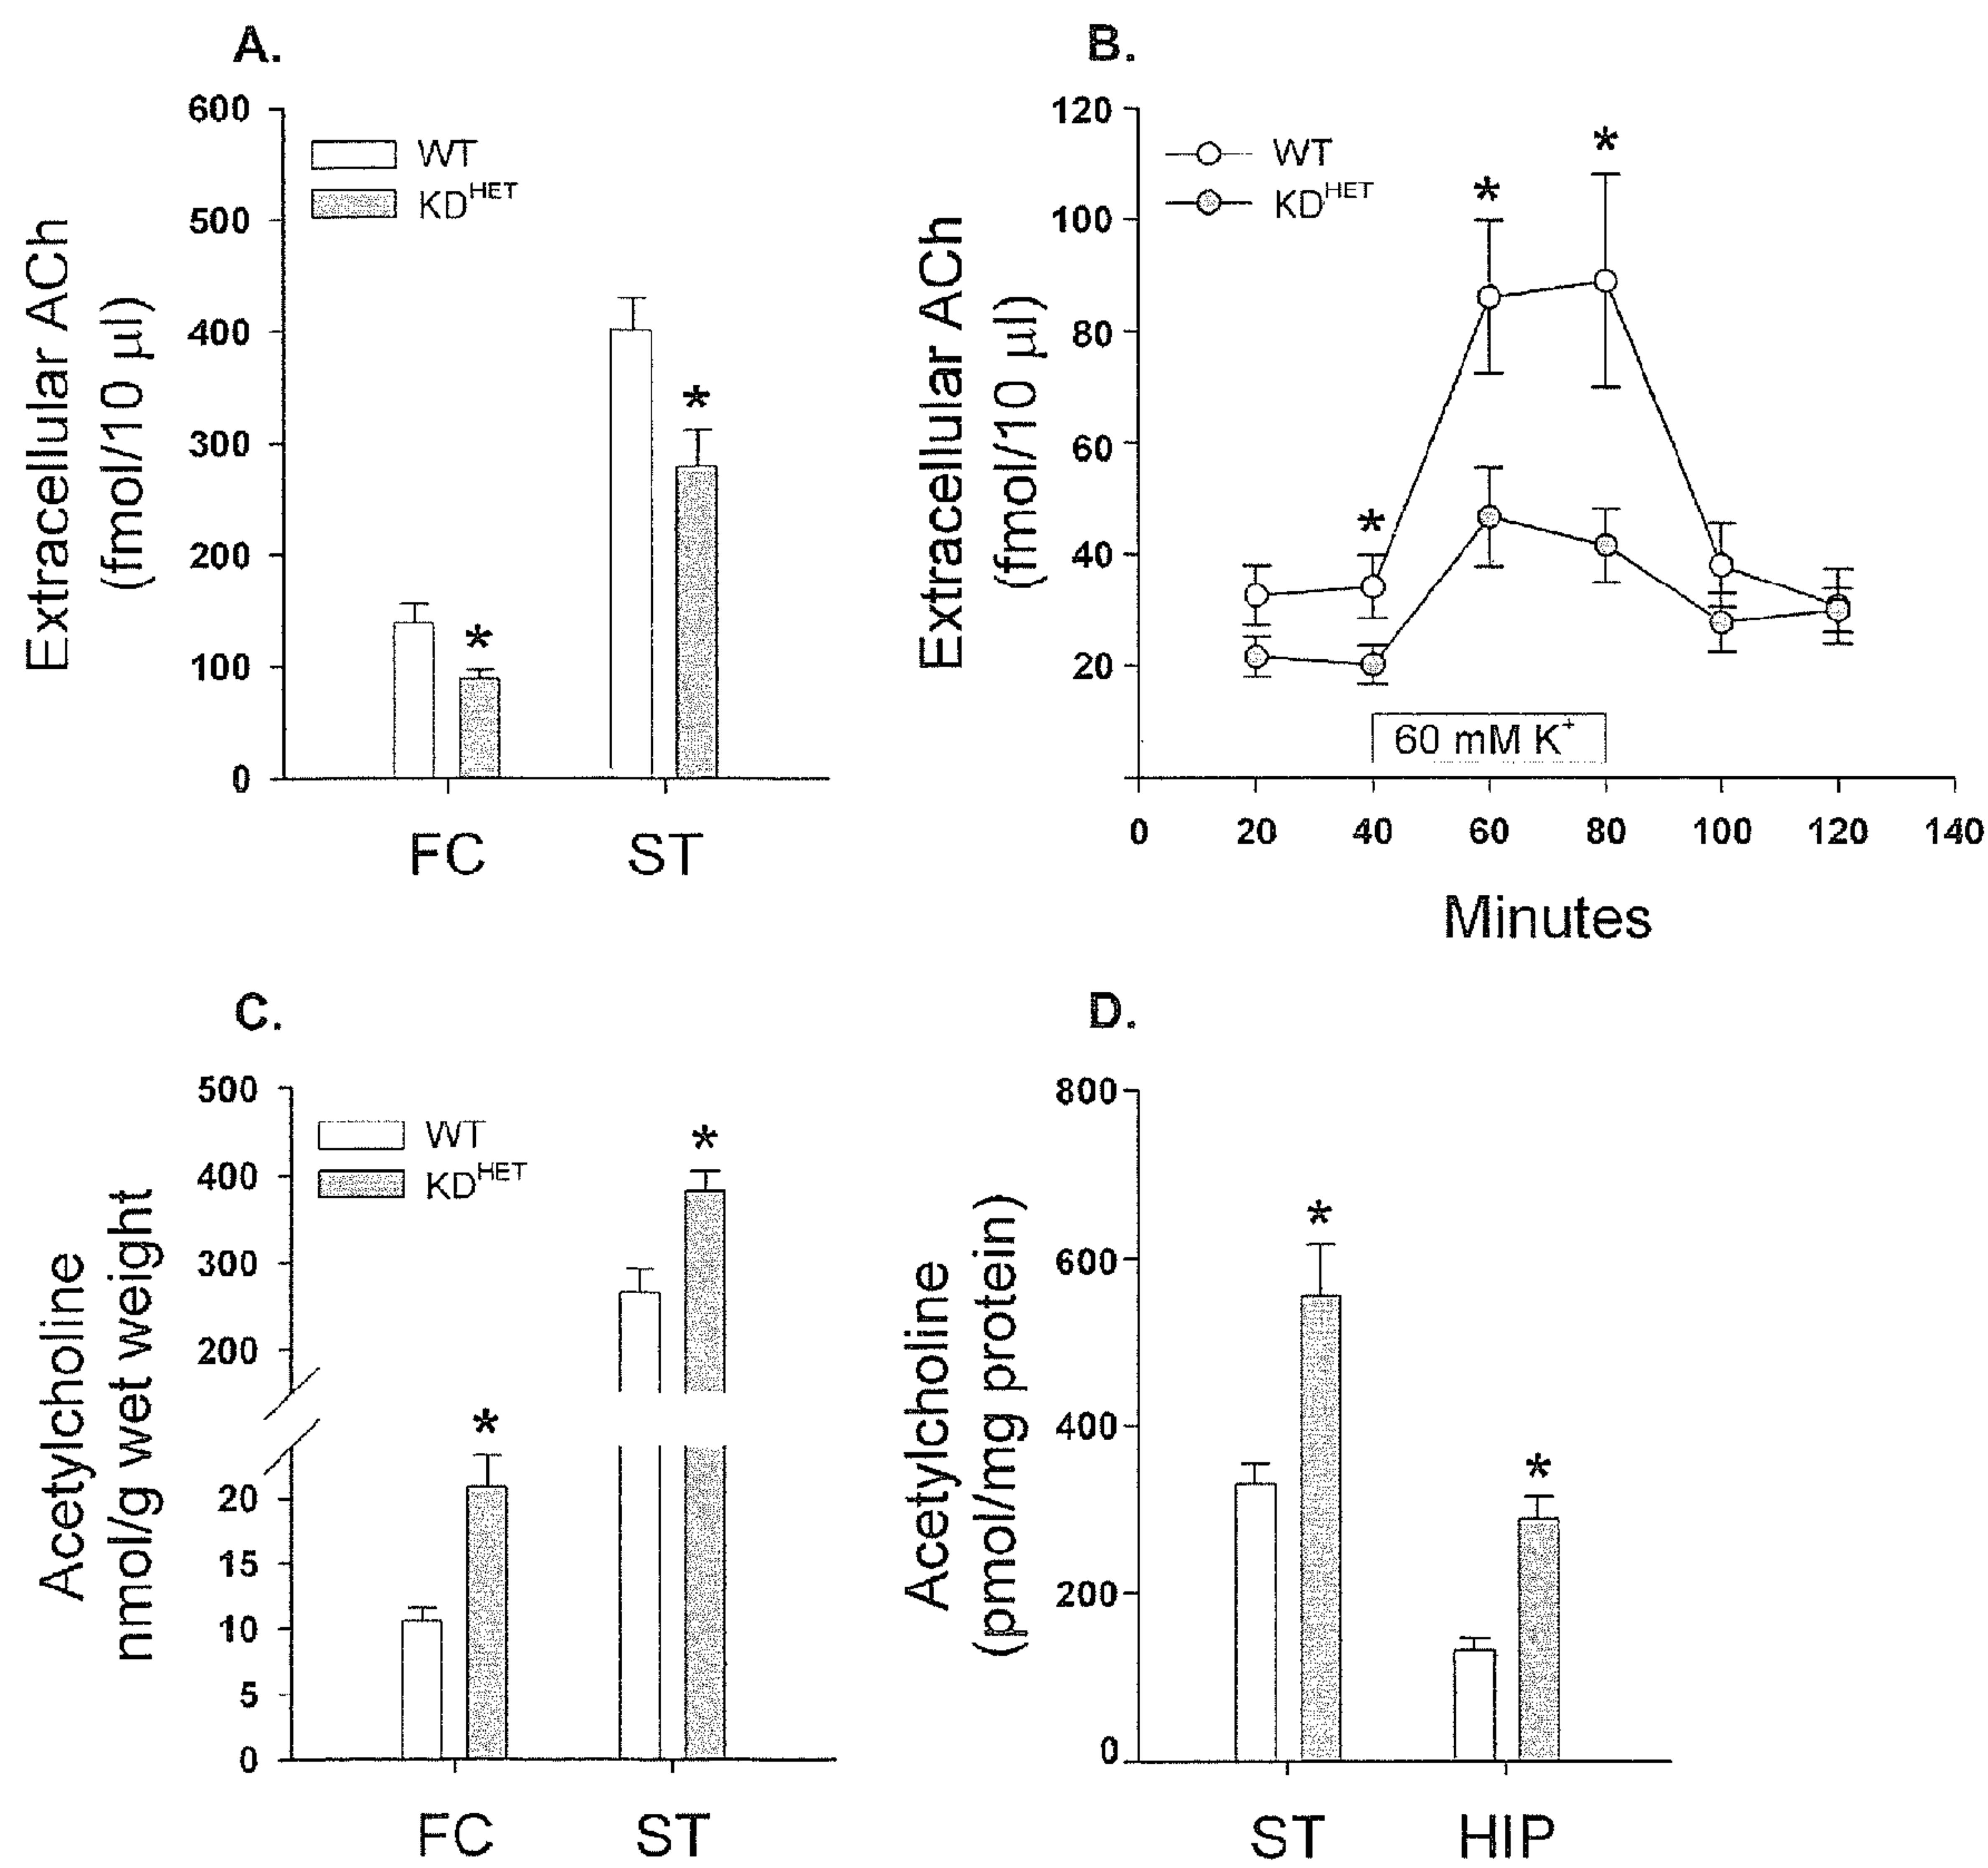 A.
Extracellular ACh
(fmol/10 µl)
600
500
400
300
200
100
0
WT
KD^HET
*
*
FC
ST
B.
Extracellular ACh
(fmol/10 µl)
120
100
80
60
40
20
WT
KD^HET
*
*
*
60 mM K^+
0 20 40 60 80 100 120 140
Minutes
C.
Acetylcholine
nmol/g wet weight
500
400
300
200
20
15
10
5
0
WT
KD^HET
*
*
FC
ST
D.
Acetylcholine
(pmol/mg protein)
800
600
400
200
0
*
*
ST
HIP